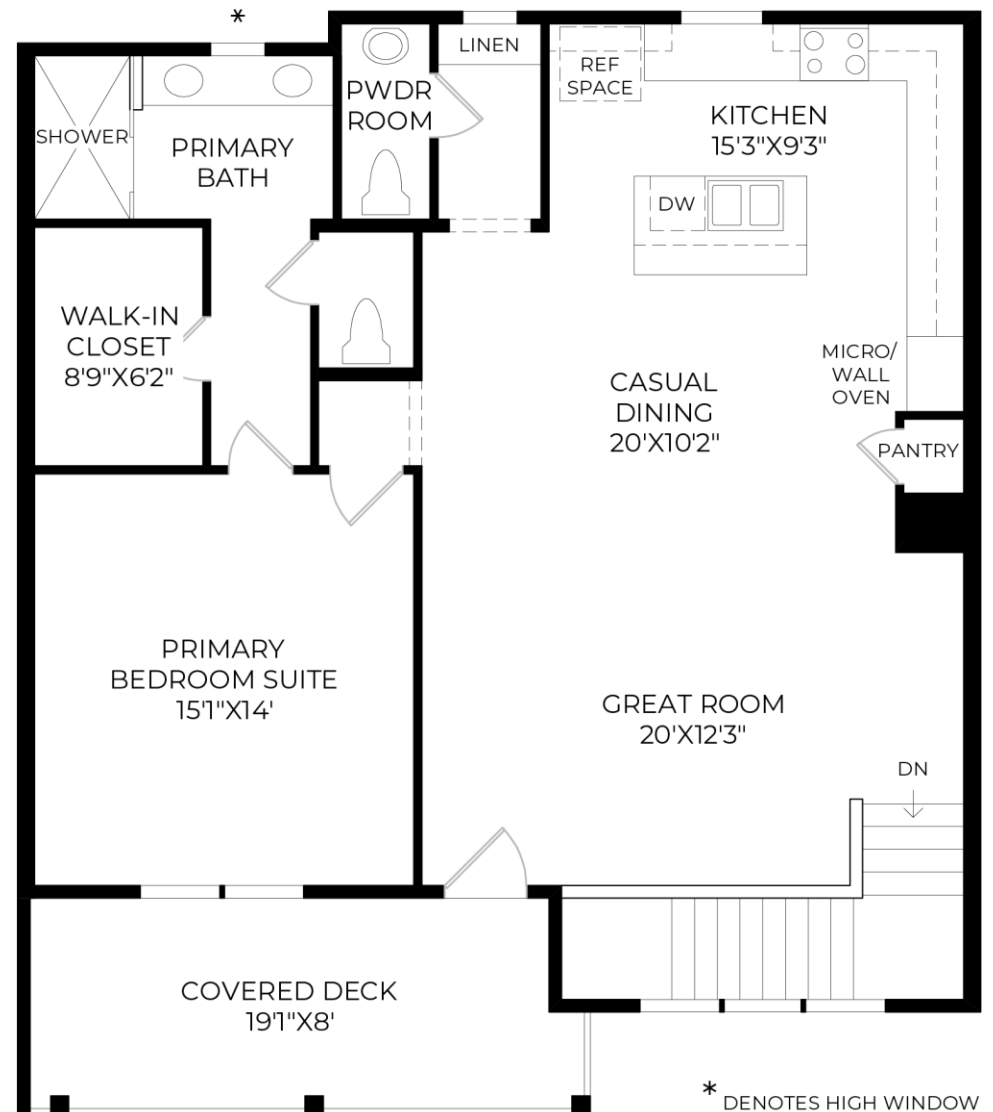 *
LINEN
REF
SPACE
PWDR
ROOM
KITCHEN
15'3"X9'3"
SHOWER
PRIMARY
BATH
DW
WALK-IN
CLOSET
8'9"X6'2"
MICRO/
WALL
OVEN
CASUAL
DINING
20'X10'2"
PANTRY
PRIMARY
BEDROOM SUITE
15'1"X14'
GREAT ROOM
20'X12'3"
DN
COVERED DECK
19'1"X8'
* DENOTES HIGH WINDOW